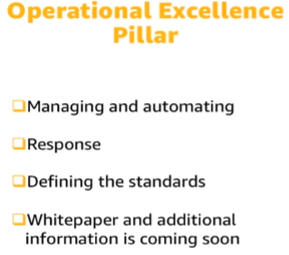 Operational Excellence
Pillar
❑Managing and automating
❑Response
❑Defining the standards
❑Whitepaper and additional
information is coming soon